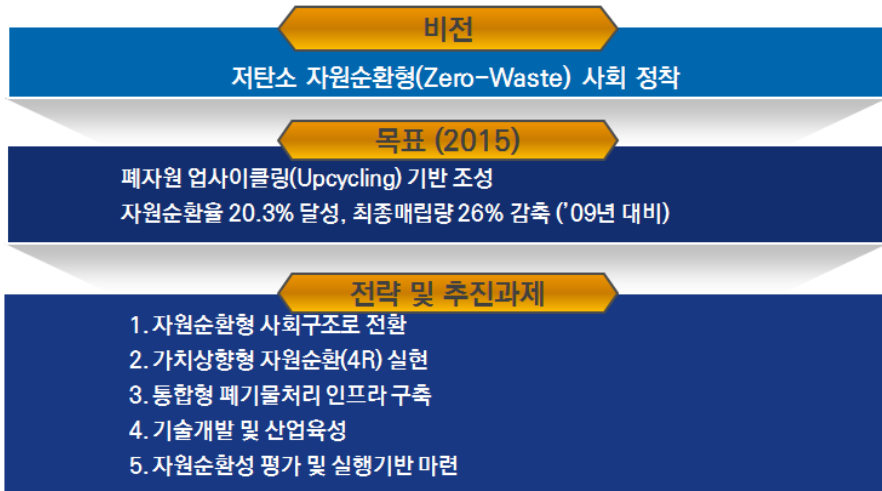 비전
저탄소 자원순환형(Zero-Waste) 사회 정착
목표 (2015)
폐자원 업사이클링(Upcycling) 기반 조성
자원순환율 20.3% 달성, 최종매립량 26% 감축 (’09년 대비)
전략 및 추진과제
1. 자원순환형 사회구조로 전환
2. 가치상향형 자원순환(4R) 실현
3. 통합형 폐기물처리 인프라 구축
4. 기술개발 및 산업육성
5. 자원순환성 평가 및 실행기반 마련